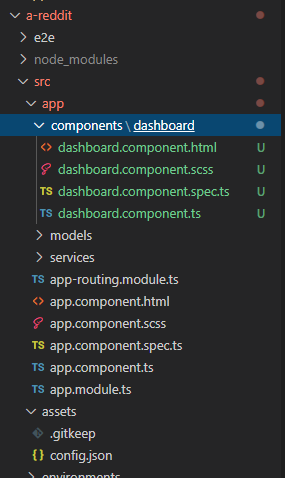 a-reddit
e2e
node_modules
src
app
components \ dashboard
<> dashboard.component.html U
dashboard.component.scss U
TS dashboard.component.spec.ts U
TS dashboard.component.ts U
models
services
TS app-routing.module.ts
<> app.component.html
app.component.scss
TS app.component.spec.ts
TS app.component.ts
TS app.module.ts
assets
.gitkeep
{} config.json
environments